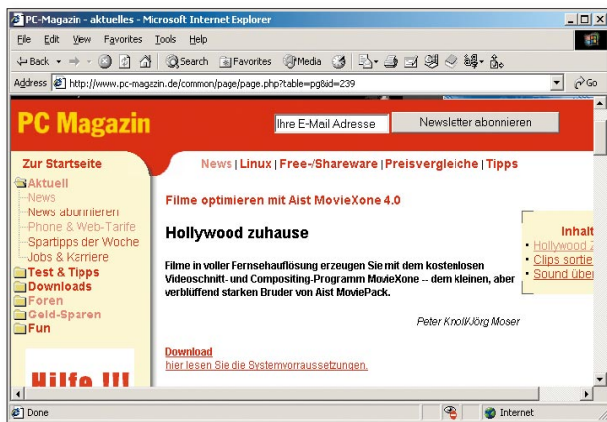 PC-Magazin - aktuelles - Microsoft Internet Explorer
File Edit View Favorites Tools Help
Back Search Favorites Media
Address http://www.pc-magazin.de/common/page/page.php?table=pg&id=239 Go
PC Magazin
Ihre E-Mail Adresse Newsletter abonnieren
Zur Startseite
News | Linux | Free-/Shareware | Preisvergleiche | Tipps
Aktuell
News
News abonnieren
Phone & Web-Tarife
Spartipps der Woche
Jobs & Karriere
Test & Tipps
Downloads
Foren
Geld-Sparen
Fun
Hilfe !!!
Filme optimieren mit Aist MovieXone 4.0
Hollywood zuhause
Filme in voller Fernsehauflösung erzeugen Sie mit dem kostenlosen
Videoschnitt- und Compositing-Programm MovieXone -- dem kleinen, aber
verblüffend starken Bruder von Aist MoviePack.
Peter Knoll/Jörg Moser
Download
hier lesen Sie die Systemvorraussetzungen.
Inhalt
Hollywood z
Clips sortie
Sound über
Done Internet